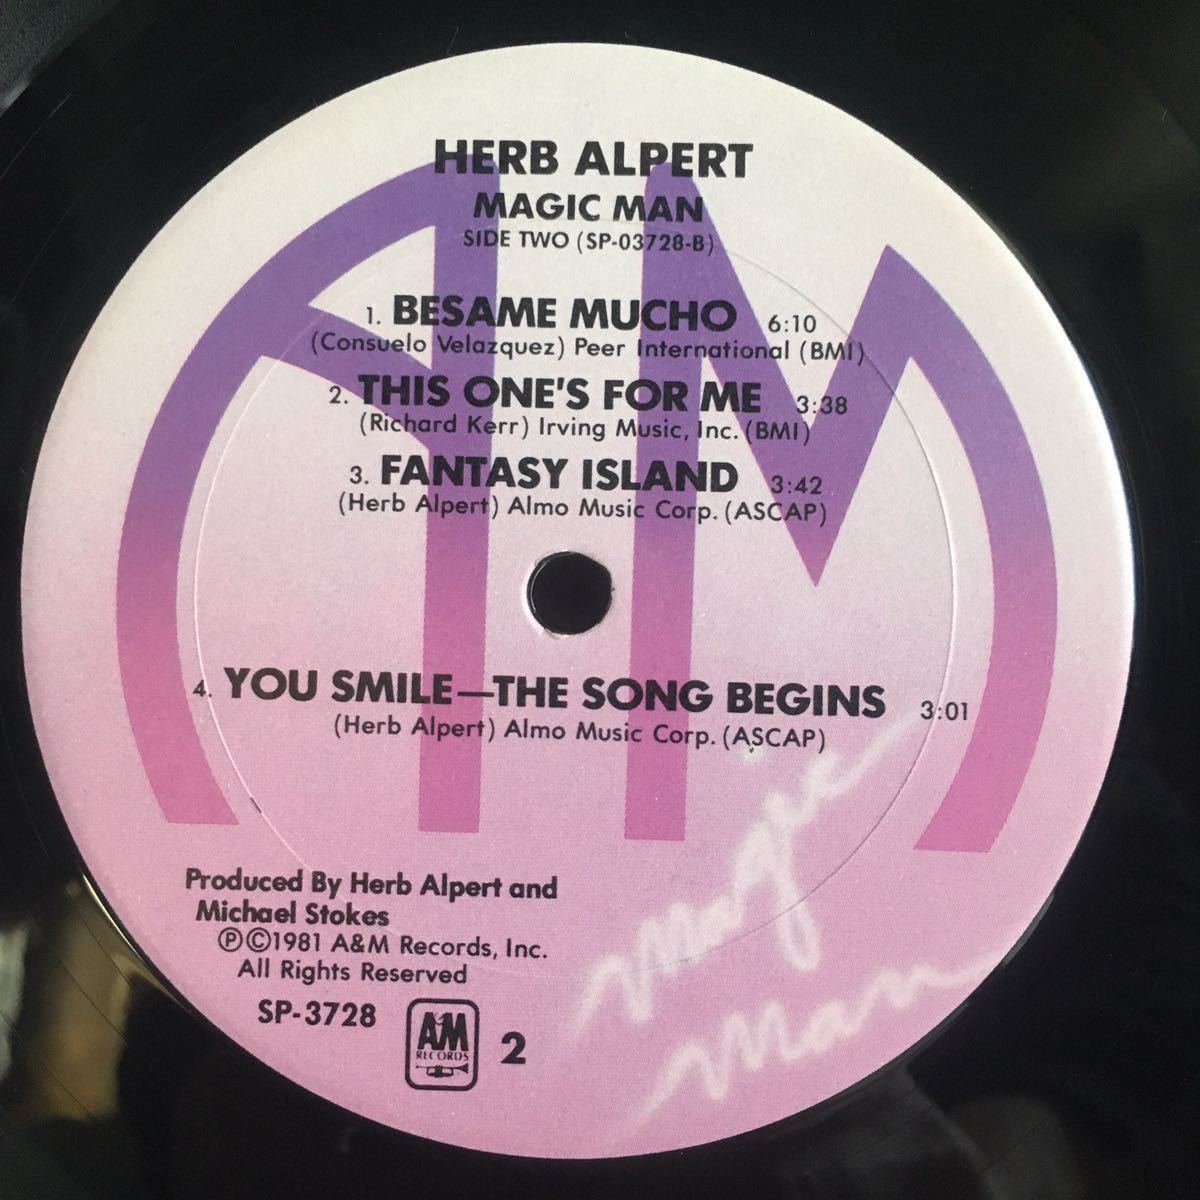 HERB ALPERT
MAGIC MAN
SIDE TWO (SP-03728-B)
1. BESAME MUCHO 6:10
(Consuelo Velazquez) Peer International (BMI)
2. THIS ONE'S FOR ME 3:38
(Richard Kerr) Irving Music, Inc. (BMI)
3. FANTASY ISLAND 3:42
(Herb Alpert) Almo Music Corp. (ASCAP)
4. YOU SMILE—THE SONG BEGINS 3:01
(Herb Alpert) Almo Music Corp. (ASCAP)
Magic
Man
Produced By Herb Alpert and
Michael Stokes
ⓅⒸ1981 A&M Records, Inc.
All Rights Reserved
SP-3728
A&M
RECORDS
2